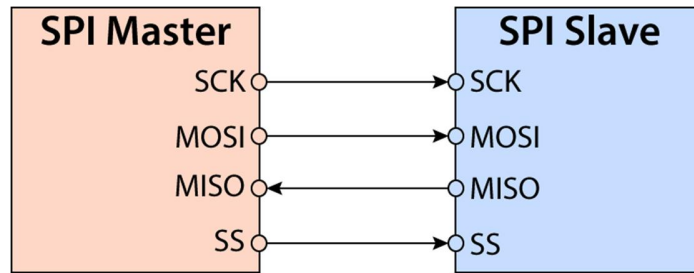 SPI Master
SCK
MOSI
MISO
SS
SPI Slave
SCK
MOSI
MISO
SS